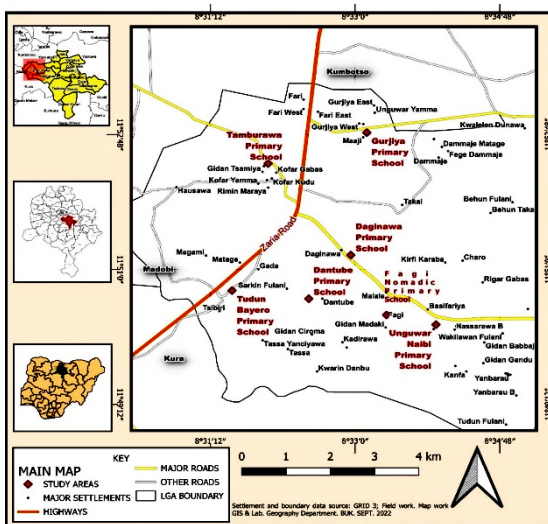 8°31'12"
8°33'0"
8°34'48"
Kumbotso
Fari
Fari West
Fari East
Gurjiya East
Unguwar Yamma
Gurjiya West
Maaji
Kwalelen Dunawa
Tamburawa
Primary
School
Gurjiya
Primary
School
Dammaje Matage
Fege Dammaje
Dammaje
Gidan Tsamiya
Kofar Gabas
Kofar Yamma
Kofar Kudu
Hausawa
Rimin Maraya
Takai
Behun Fulani
Behun Taka
Zaria-Road
Daginawa
Primary
School
Magami
Matage
Daginawa
Kirfi Karaba
Charo
Madobi
Gada
Dantube
Primary
School
Fagi
Nomadic
Primary
School
Rigar Gabas
Sarkin Fulani
Dantube
Tudun
Bayero
Primary
School
Fagi
Gidan Madaki
Unguwar
Naibi
Primary
School
Nassarawa B
Wakilawan Fulani
Gidan Cirgma
Kadirawa
Gidan Babbaj
Kura
Tassa Yanciyawa
Tassa
Gidan Gandu
Kwarin Danbu
Kanfa
Yanbarau
Yanbarau B
Tudun Fulani
8°31'12"
8°33'0"
8°34'48"
KEY
MAIN MAP
STUDY AREAS
MAJOR SETTLEMENTS
HIGHWAYS
MAJOR ROADS
OTHER ROADS
LGA BOUNDARY
0 1 2 3 4 km
Settlement and boundary data source: GRID 3; Field work. Map work
GIS & Lab. Geography Department. BUK. SEPT. 2022